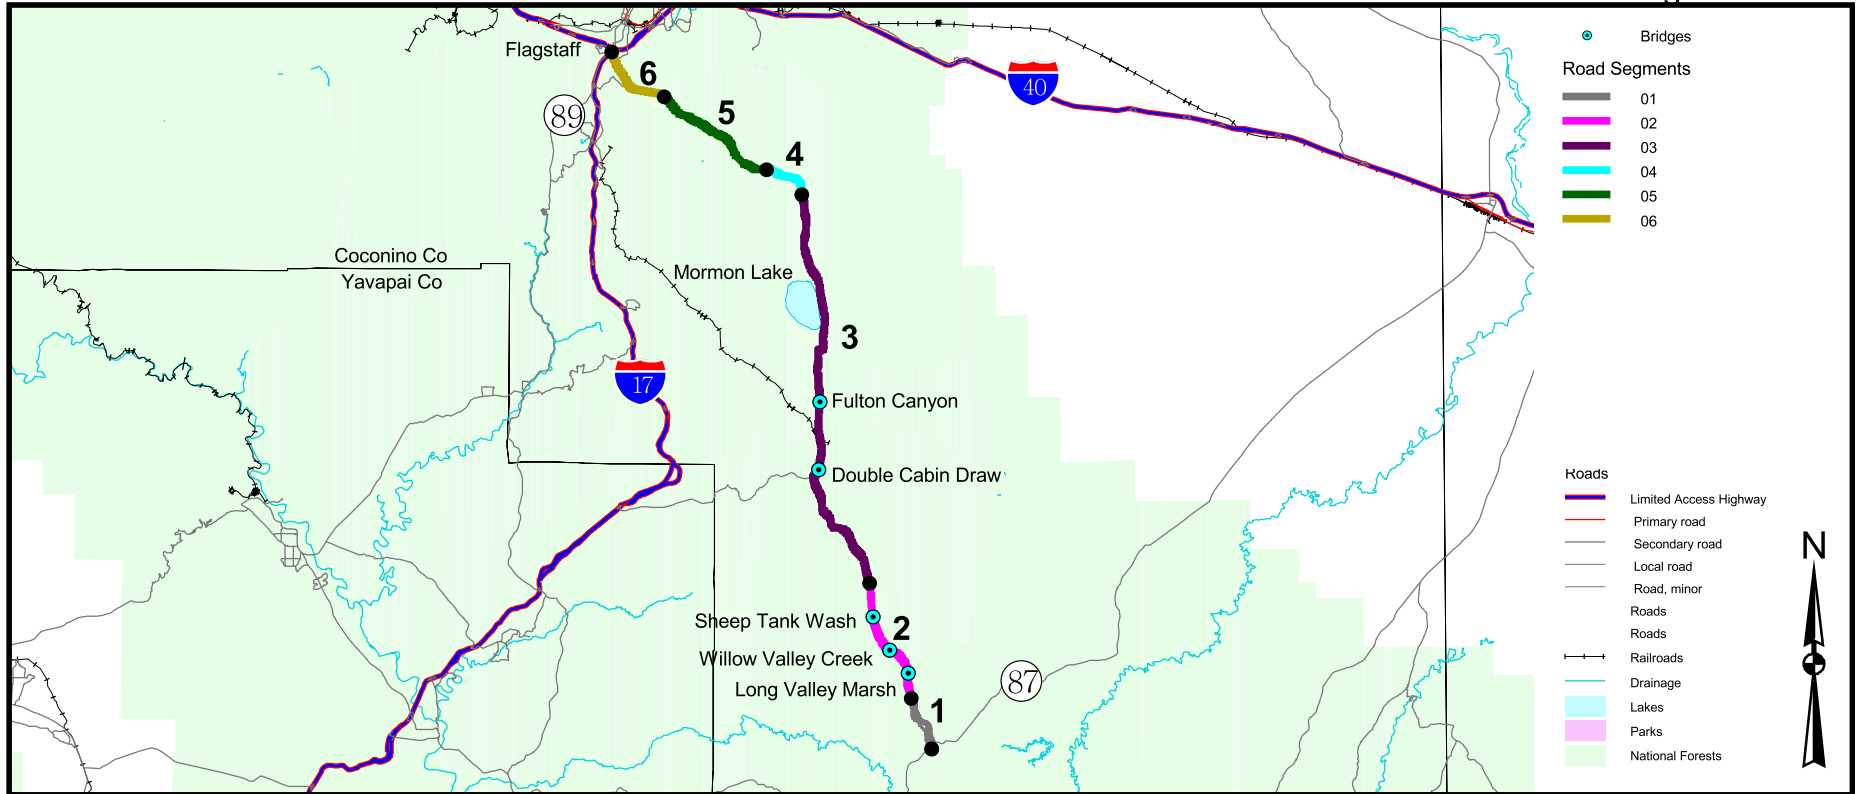 Flagstaff
6
40
89
5
4
Coconino Co
Yavapai Co
Mormon Lake
3
17
Fulton Canyon
Double Cabin Draw
Sheep Tank Wash
2
Willow Valley Creek
87
Long Valley Marsh
1
Bridges
Road Segments
01
02
03
04
05
06
Roads
Limited Access Highway
Primary road
Secondary road
Local road
Road, minor
Roads
Roads
Railroads
Drainage
Lakes
Parks
National Forests
N